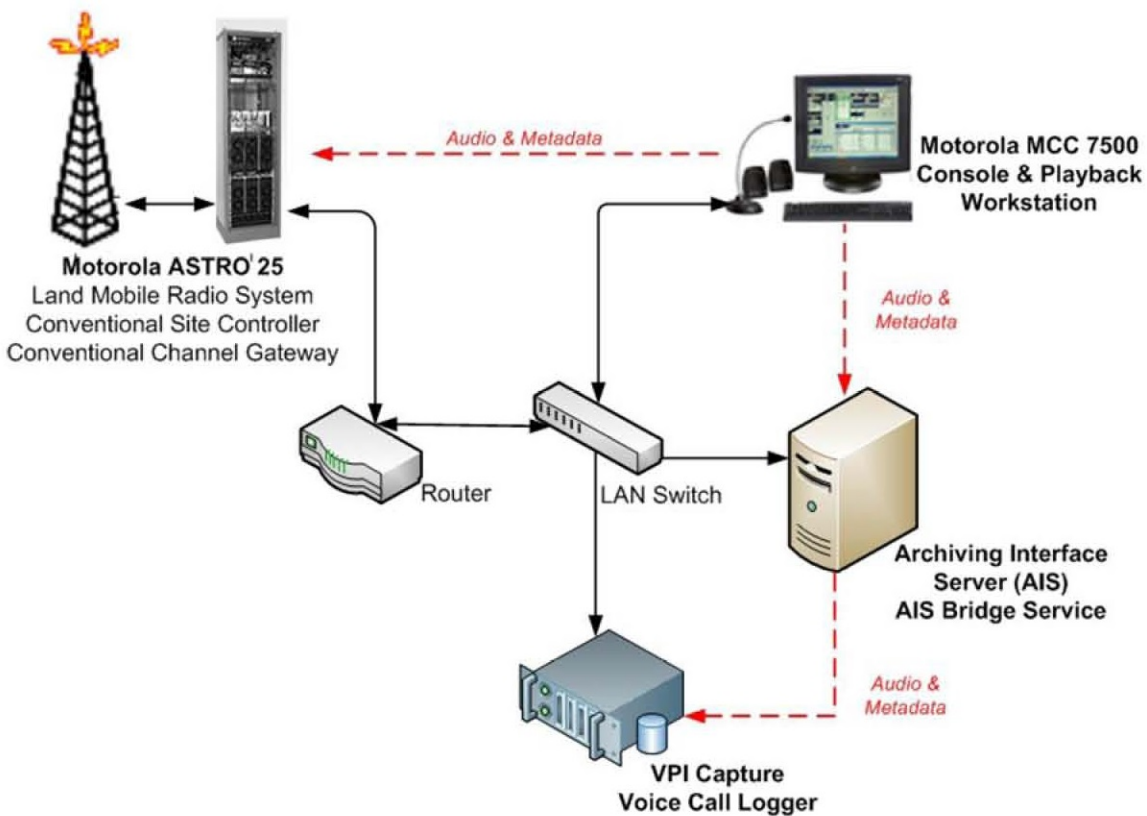 Audio & Metadata
Motorola MCC 7500
Console & Playback
Workstation
Motorola ASTRO' 25
Land Mobile Radio System
Conventional Site Controller
Conventional Channel Gateway
Audio &
Metadata
Router
LAN Switch
Archiving Interface
Server (AIS)
AIS Bridge Service
Audio &
Metadata
VPI Capture
Voice Call Logger